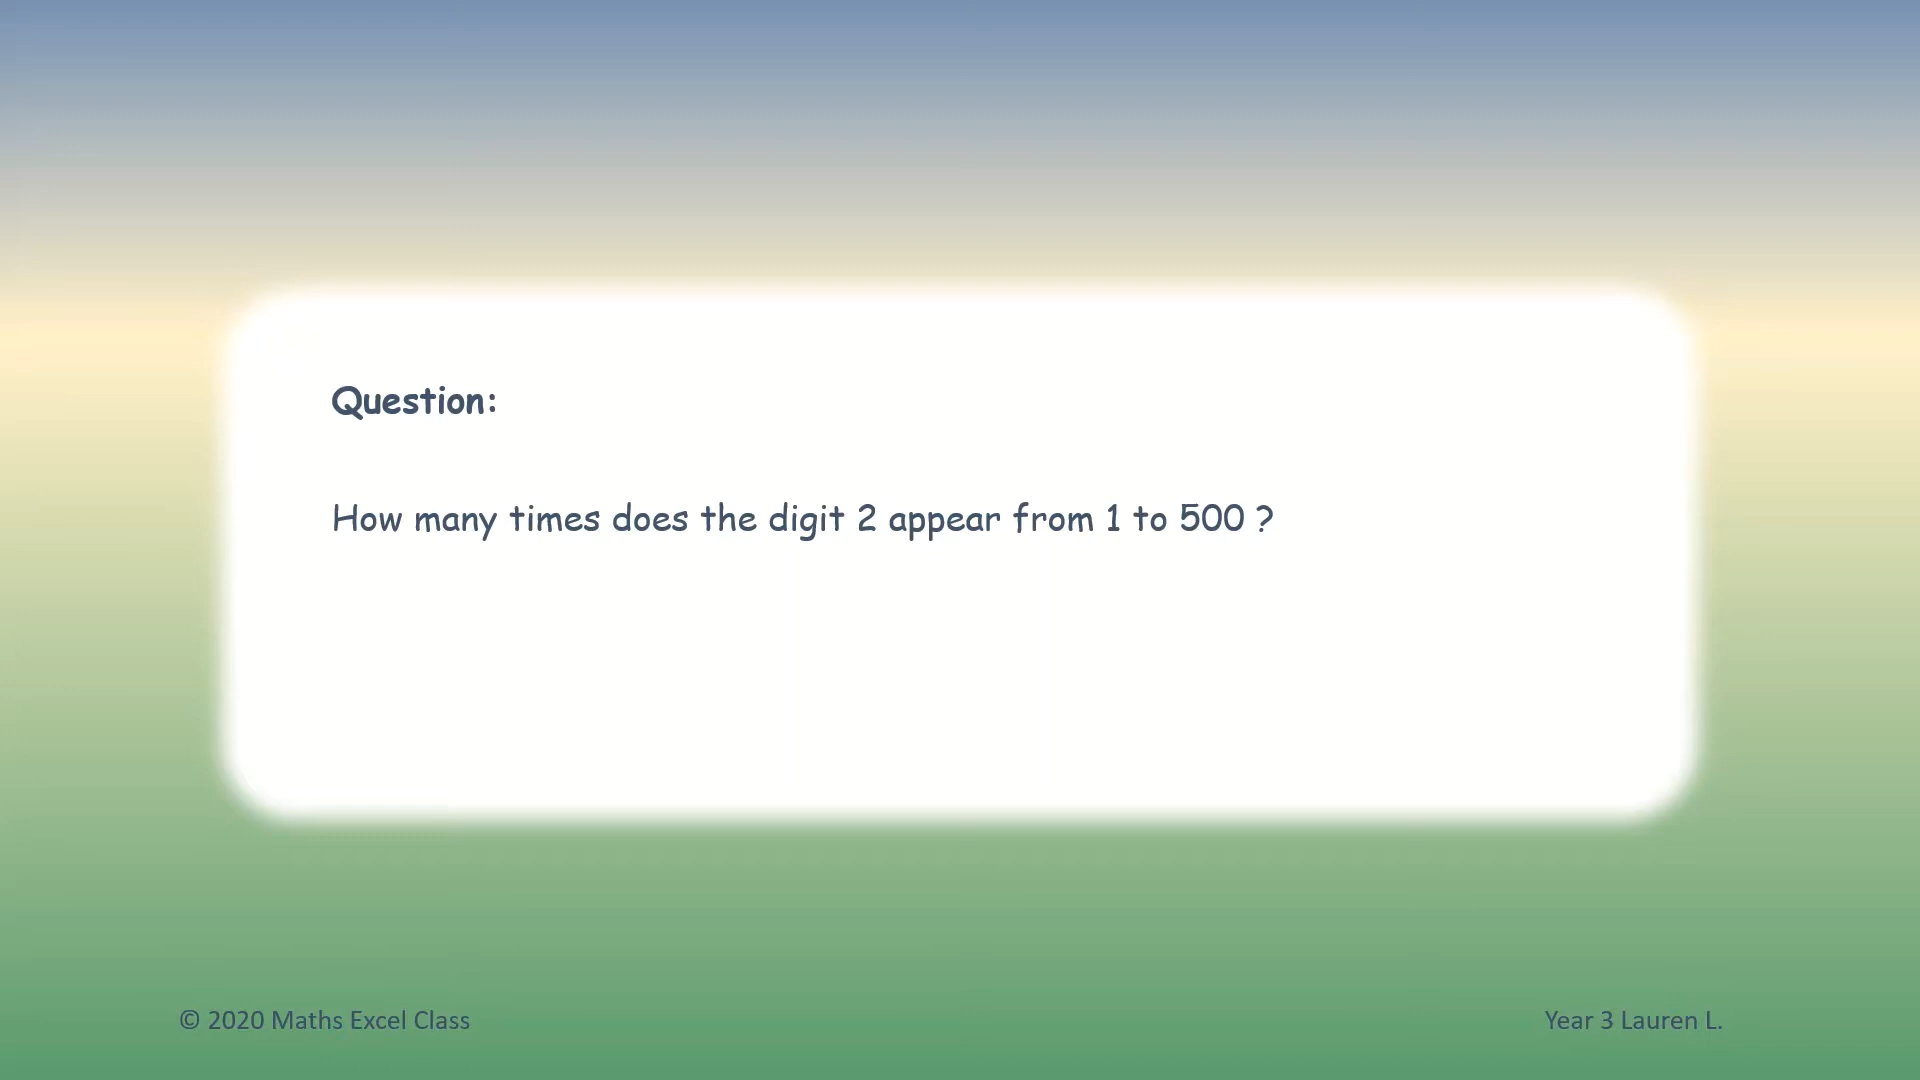 Question:
How many times does the digit 2 appear from 1 to 500 ?
© 2020 Maths Excel Class
Year 3 Lauren L.